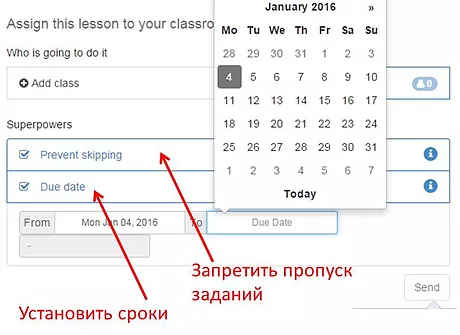 Assign this lesson to your classro
January 2016 »
Mo Tu We Th Fr Sa Su
28 29 30 31 1 2 3
4 5 6 7 8 9 10
11 12 13 14 15 16 17
18 19 20 21 22 23 24
25 26 27 28 29 30 31
1 2 3 4 5 6 7
Today
Who is going to do it
Add class
0
Superpowers
Prevent skipping
Due date
From Mon Jan 04, 2016 To Due Date
-
Запретить пропуск
заданий
Send
Установить сроки